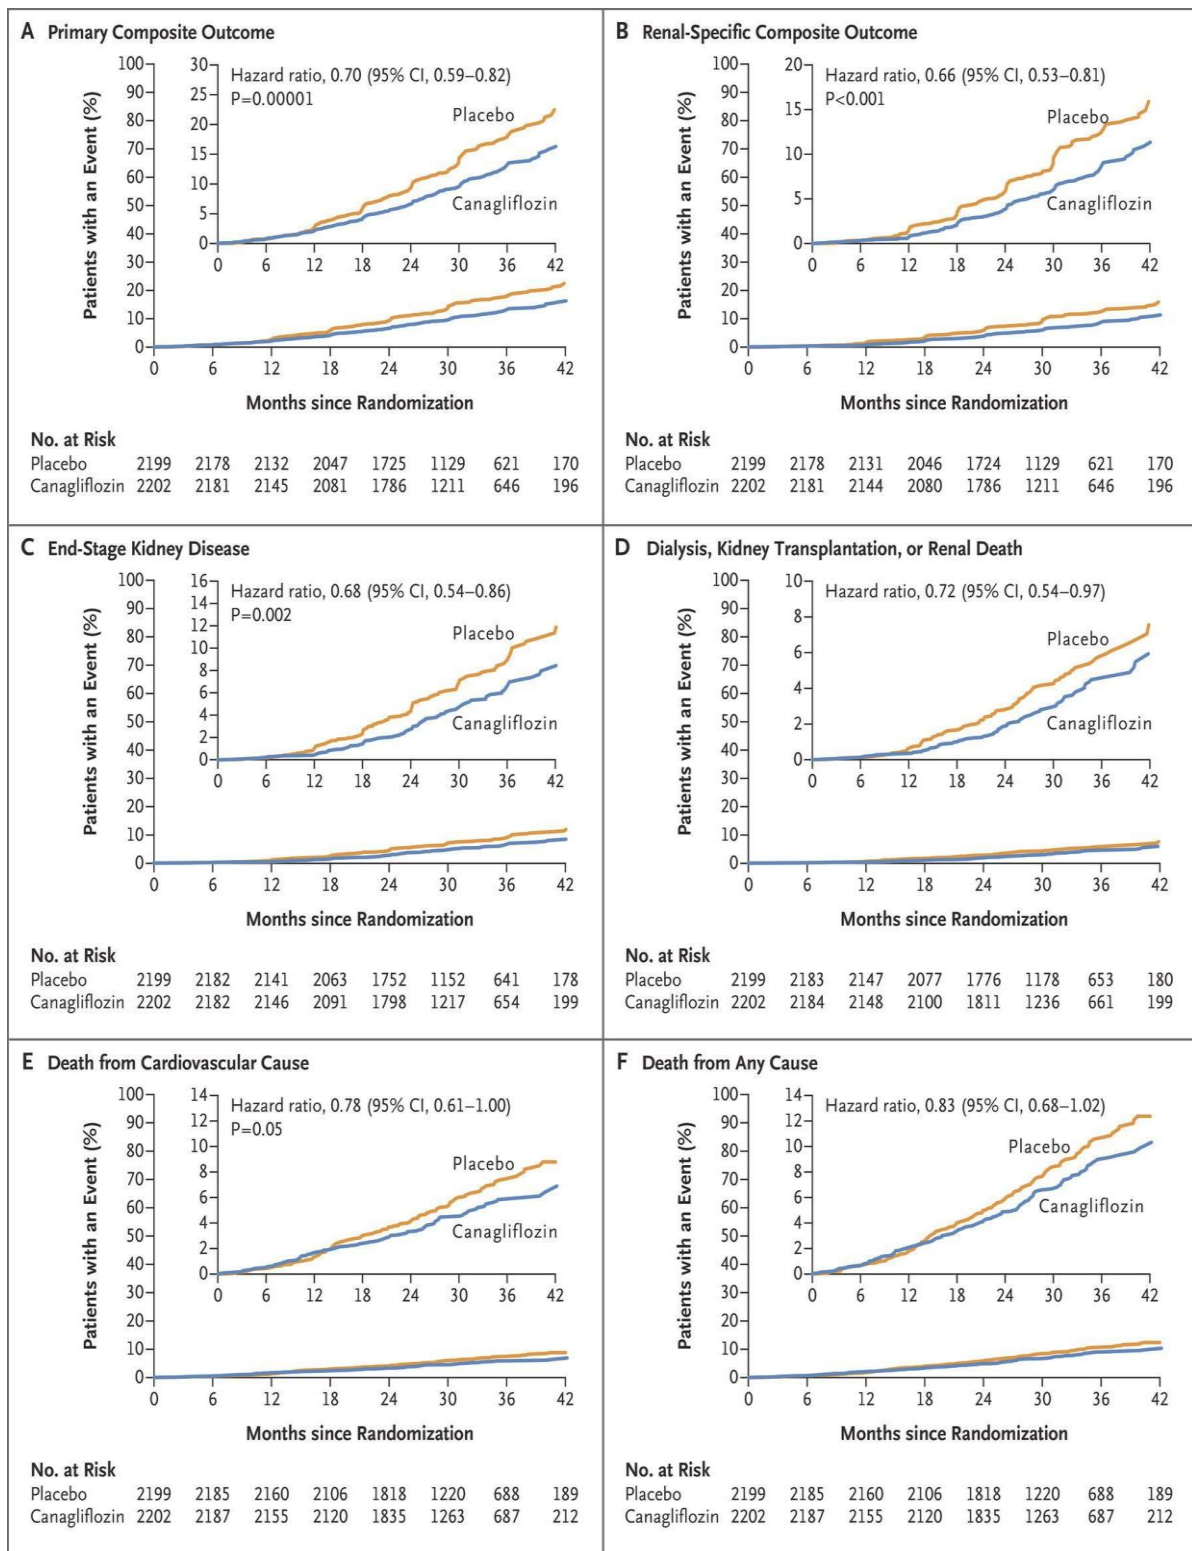 A Primary Composite Outcome
Patients with an Event (%)
100
90
80
70
60
50
40
30
20
10
0
30
25
20
15
10
5
0
Hazard ratio, 0.70 (95% CI, 0.59–0.82)
P=0.00001
Placebo
Canagliflozin
0 6 12 18 24 30 36 42
0 6 12 18 24 30 36 42
Months since Randomization
No. at Risk
Placebo 2199 2178 2132 2047 1725 1129 621 170
Canagliflozin 2202 2181 2145 2081 1786 1211 646 196
B Renal-Specific Composite Outcome
Patients with an Event (%)
100
90
80
70
60
50
40
30
20
10
0
20
15
10
5
0
Hazard ratio, 0.66 (95% CI, 0.53–0.81)
P<0.001
Placebo
Canagliflozin
0 6 12 18 24 30 36 42
0 6 12 18 24 30 36 42
Months since Randomization
No. at Risk
Placebo 2199 2178 2131 2046 1724 1129 621 170
Canagliflozin 2202 2181 2144 2080 1786 1211 646 196
C End-Stage Kidney Disease
Patients with an Event (%)
100
90
80
70
60
50
40
30
20
10
0
16
14
12
10
8
6
4
2
0
Hazard ratio, 0.68 (95% CI, 0.54–0.86)
P=0.002
Placebo
Canagliflozin
0 6 12 18 24 30 36 42
0 6 12 18 24 30 36 42
Months since Randomization
No. at Risk
Placebo 2199 2182 2141 2063 1752 1152 641 178
Canagliflozin 2202 2182 2146 2091 1798 1217 654 199
D Dialysis, Kidney Transplantation, or Renal Death
Patients with an Event (%)
100
90
80
70
60
50
40
30
20
10
0
10
8
6
4
2
0
Hazard ratio, 0.72 (95% CI, 0.54–0.97)
Placebo
Canagliflozin
0 6 12 18 24 30 36 42
0 6 12 18 24 30 36 42
Months since Randomization
No. at Risk
Placebo 2199 2183 2147 2077 1776 1178 653 180
Canagliflozin 2202 2184 2148 2100 1811 1236 661 199
E Death from Cardiovascular Cause
Patients with an Event (%)
100
90
80
70
60
50
40
30
20
10
0
14
12
10
8
6
4
2
0
Hazard ratio, 0.78 (95% CI, 0.61–1.00)
P=0.05
Placebo
Canagliflozin
0 6 12 18 24 30 36 42
0 6 12 18 24 30 36 42
Months since Randomization
No. at Risk
Placebo 2199 2185 2160 2106 1818 1220 688 189
Canagliflozin 2202 2187 2155 2120 1835 1263 687 212
F Death from Any Cause
Patients with an Event (%)
100
90
80
70
60
50
40
30
20
10
0
14
12
10
8
6
4
2
0
Hazard ratio, 0.83 (95% CI, 0.68–1.02)
Placebo
Canagliflozin
0 6 12 18 24 30 36 42
0 6 12 18 24 30 36 42
Months since Randomization
No. at Risk
Placebo 2199 2185 2160 2106 1818 1220 688 189
Canagliflozin 2202 2187 2155 2120 1835 1263 687 212